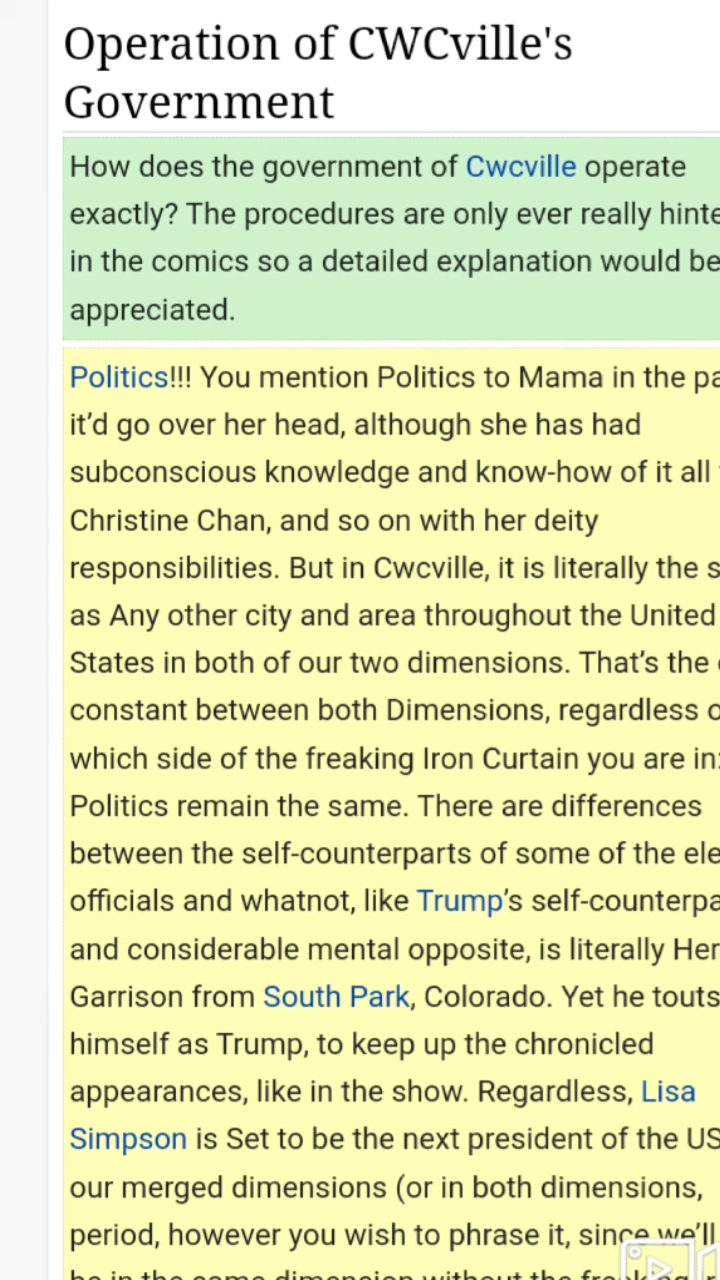 Operation of CWCville's
Government
How does the government of Cwcville operate
exactly? The procedures are only ever really
in the comics so a detailed explanation would be
appreciated.
Politics!!! You mention Politics to Mama in the
it’d go over her head, although she has had
subconscious knowledge and know-how of it all
Christine Chan, and so on with her deity
responsibilities. But in Cwcville, it is literally the
as Any other city and area throughout the United
States in both of our two dimensions. That’s the
constant between both Dimensions, regardless
which side of the freaking Iron Curtain you are in:
Politics remain the same. There are differences
between the self-counterparts of some of the
officials and whatnot, like Trump’s
and considerable mental opposite, is literally
Garrison from South Park, Colorado. Yet he touts
himself as Trump, to keep up the chronicled
appearances, like in the show. Regardless, Lisa
Simpson is Set to be the next president of the
our merged dimensions (or in both dimensions,
period, however you wish to phrase it, since we’ll
be in the same dimension without the